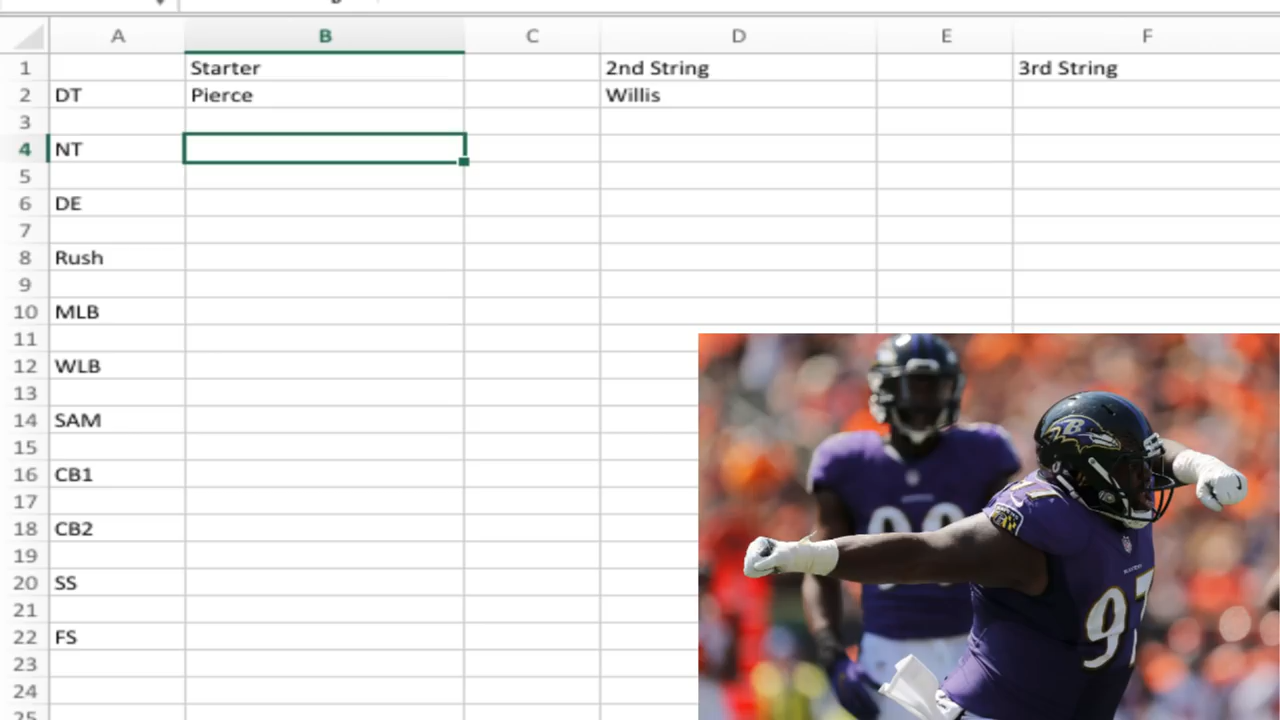 A B C D E F
1 Starter 2nd String 3rd String
2 DT Pierce Willis
3
4 NT
5
6 DE
7
8 Rush
9
10 MLB
11
12 WLB
13
14 SAM
15
16 CB1
17
18 CB2
19
20 SS
21
22 FS
23
24
25
B
97
97